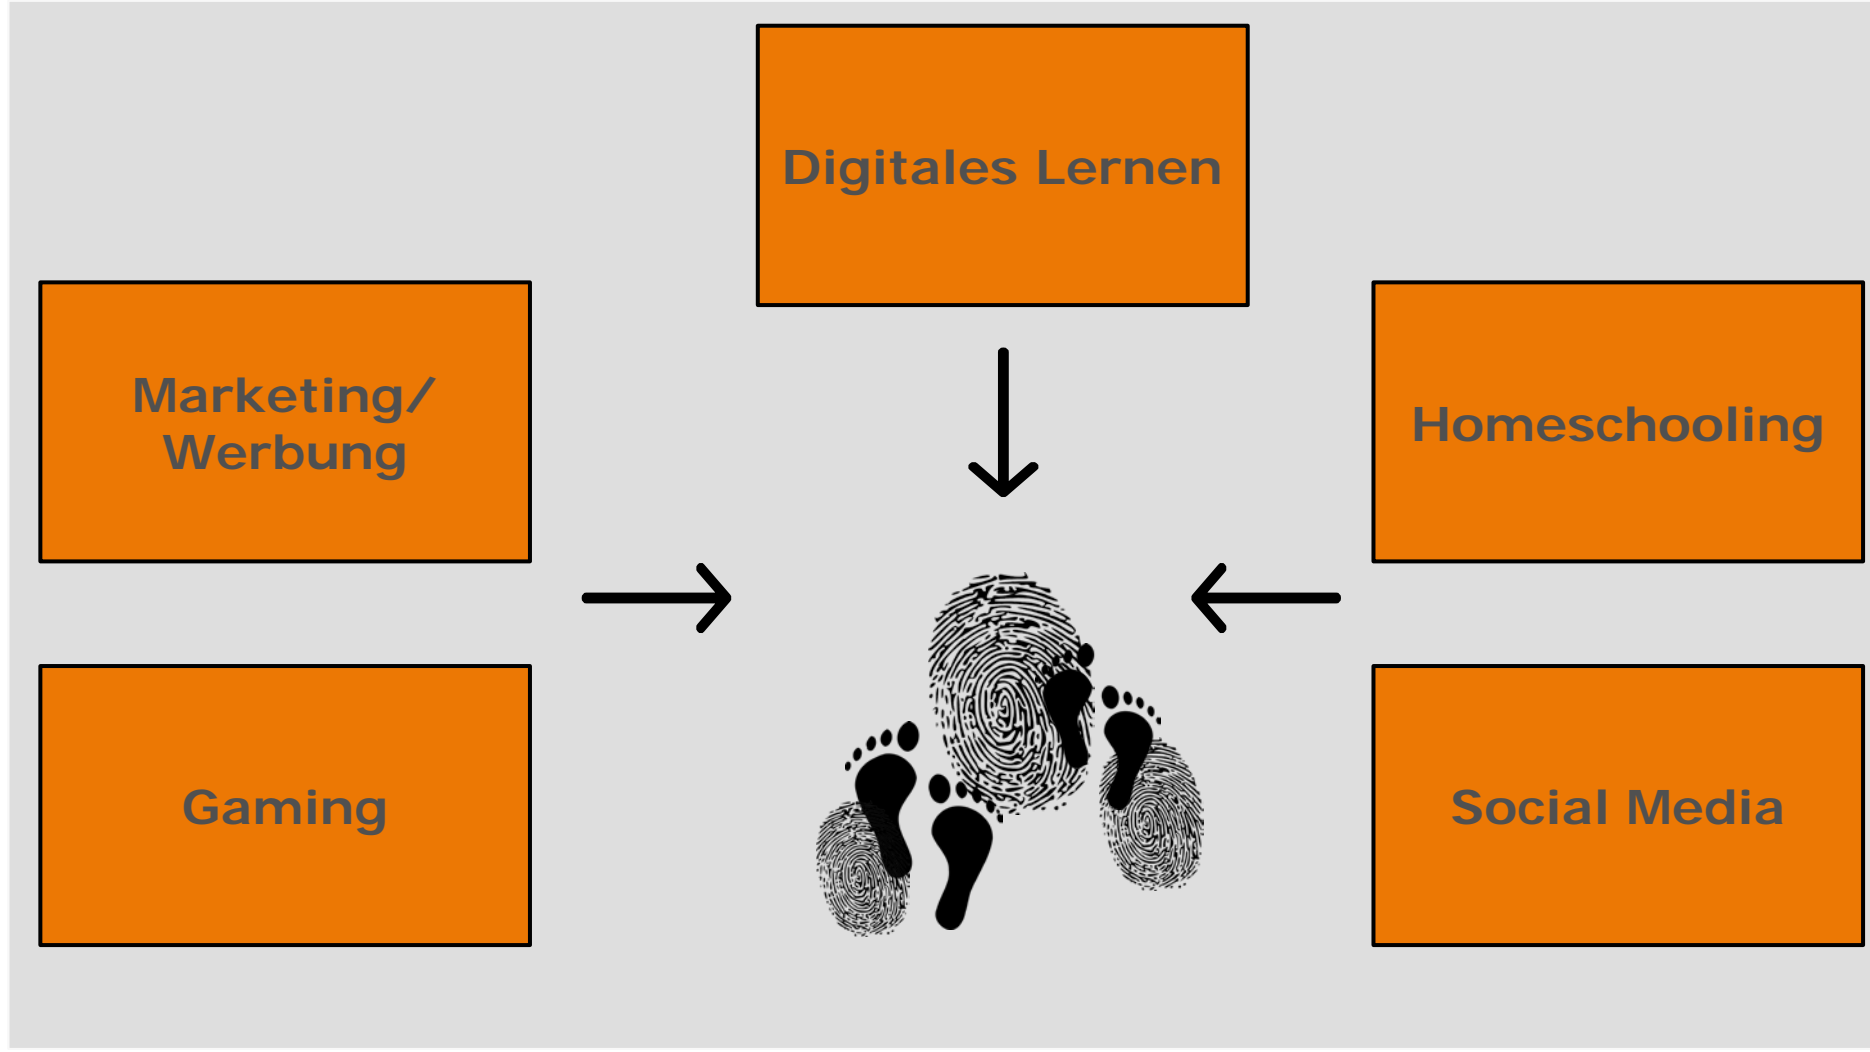 Digitales Lernen
Marketing/
Werbung
Homeschooling
Gaming
Social Media